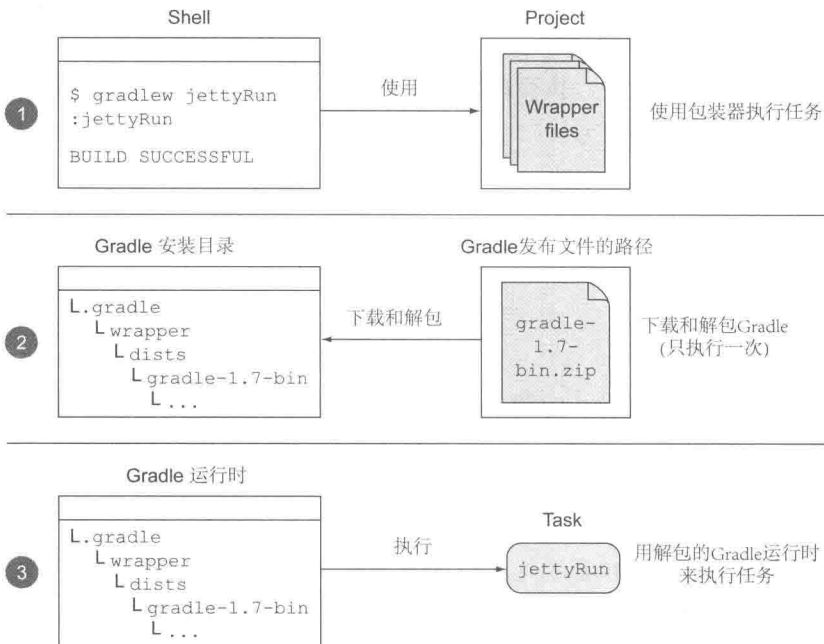 Shell
Project
1
$ gradlew jettyRun
:jettyRun
BUILD SUCCESSFUL
使用
Wrapper
files
使用包装器执行任务
Gradle 安装目录
Gradle发布文件的路径
2
.gradle
wrapper
dists
gradle-1.7-bin
...
下载和解包
gradle-
1.7-
bin.zip
下载和解包Gradle
(只执行一次)
Gradle 运行时
3
.gradle
wrapper
dists
gradle-1.7-bin
...
执行
Task
jettyRun
用解包的Gradle运行时
来执行任务